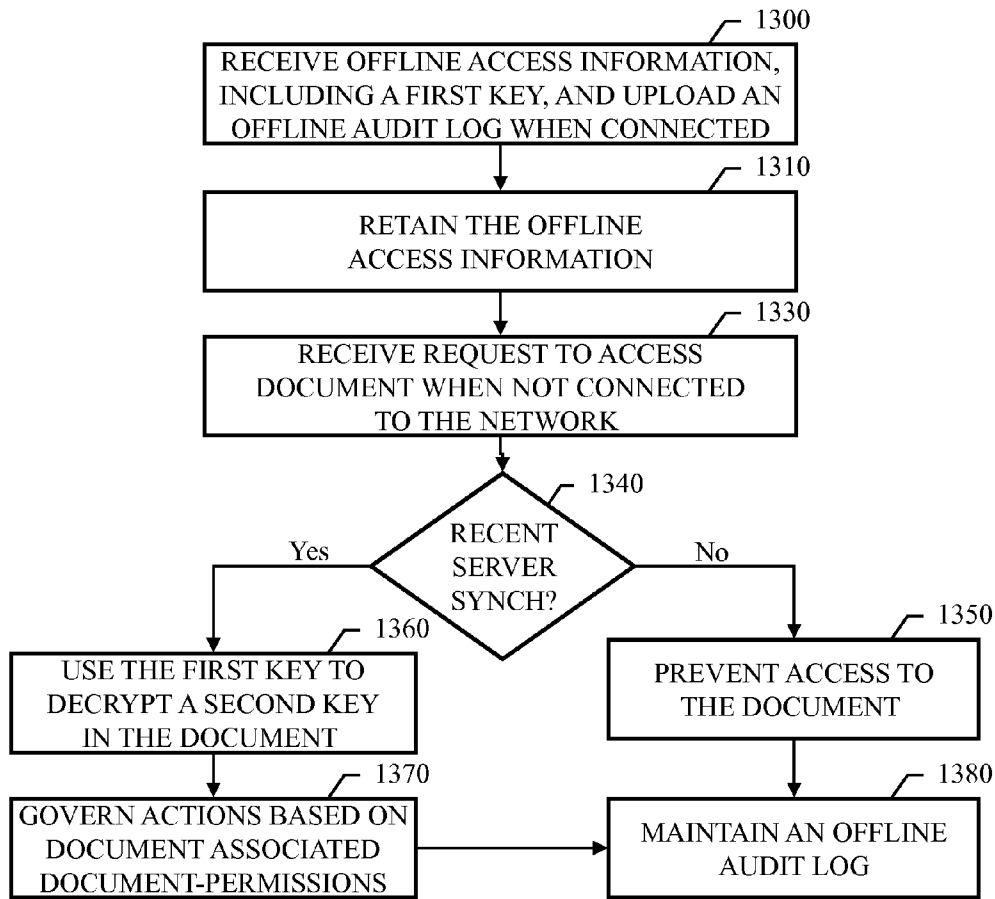 1300
RECEIVE OFFLINE ACCESS INFORMATION,
INCLUDING A FIRST KEY, AND UPLOAD AN
OFFLINE AUDIT LOG WHEN CONNECTED
1310
RETAIN THE OFFLINE
ACCESS INFORMATION
1330
RECEIVE REQUEST TO ACCESS
DOCUMENT WHEN NOT CONNECTED
TO THE NETWORK
1340
RECENT
SERVER
SYNCH?
Yes
No
1360
USE THE FIRST KEY TO
DECRYPT A SECOND KEY
IN THE DOCUMENT
1350
PREVENT ACCESS TO
THE DOCUMENT
1370
GOVERN ACTIONS BASED ON
DOCUMENT ASSOCIATED
DOCUMENT-PERMISSIONS
1380
MAINTAIN AN OFFLINE
AUDIT LOG